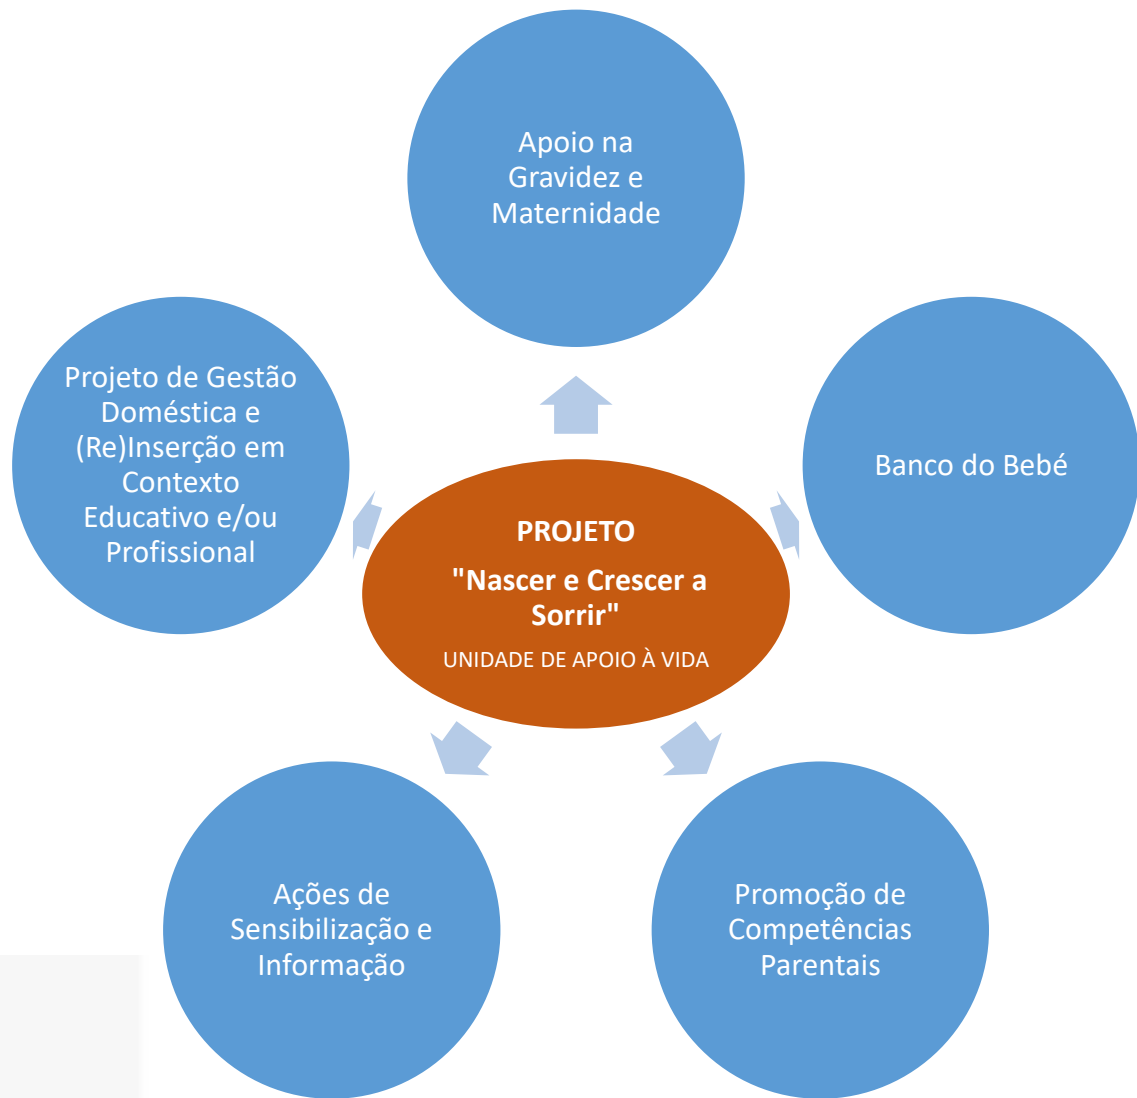 Apoio na
Gravidez e
Maternidade
Projeto de Gestão
Doméstica e
(Re)Inserção em
Contexto
Educativo e/ou
Profissional
Banco do Bebé
PROJETO
"Nascer e Crescer a
Sorrir"
UNIDADE DE APOIO À VIDA
Ações de
Sensibilização e
Informação
Promoção de
Competências
Parentais